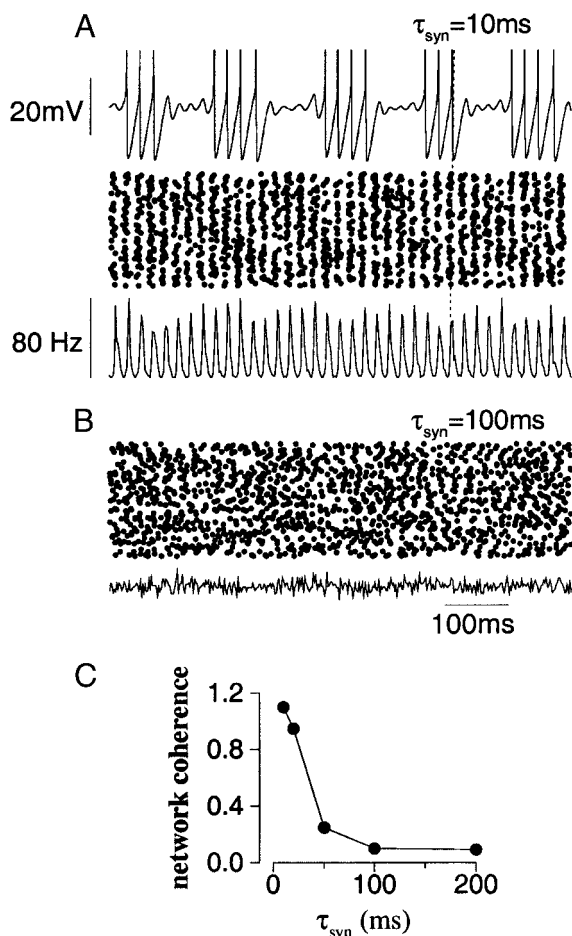 A
τsyn=10ms
20mV
80 Hz
B
τsyn=100ms
100ms
C
network coherence
1.2
0.8
0.4
0.0
0 100 200
τsyn (ms)